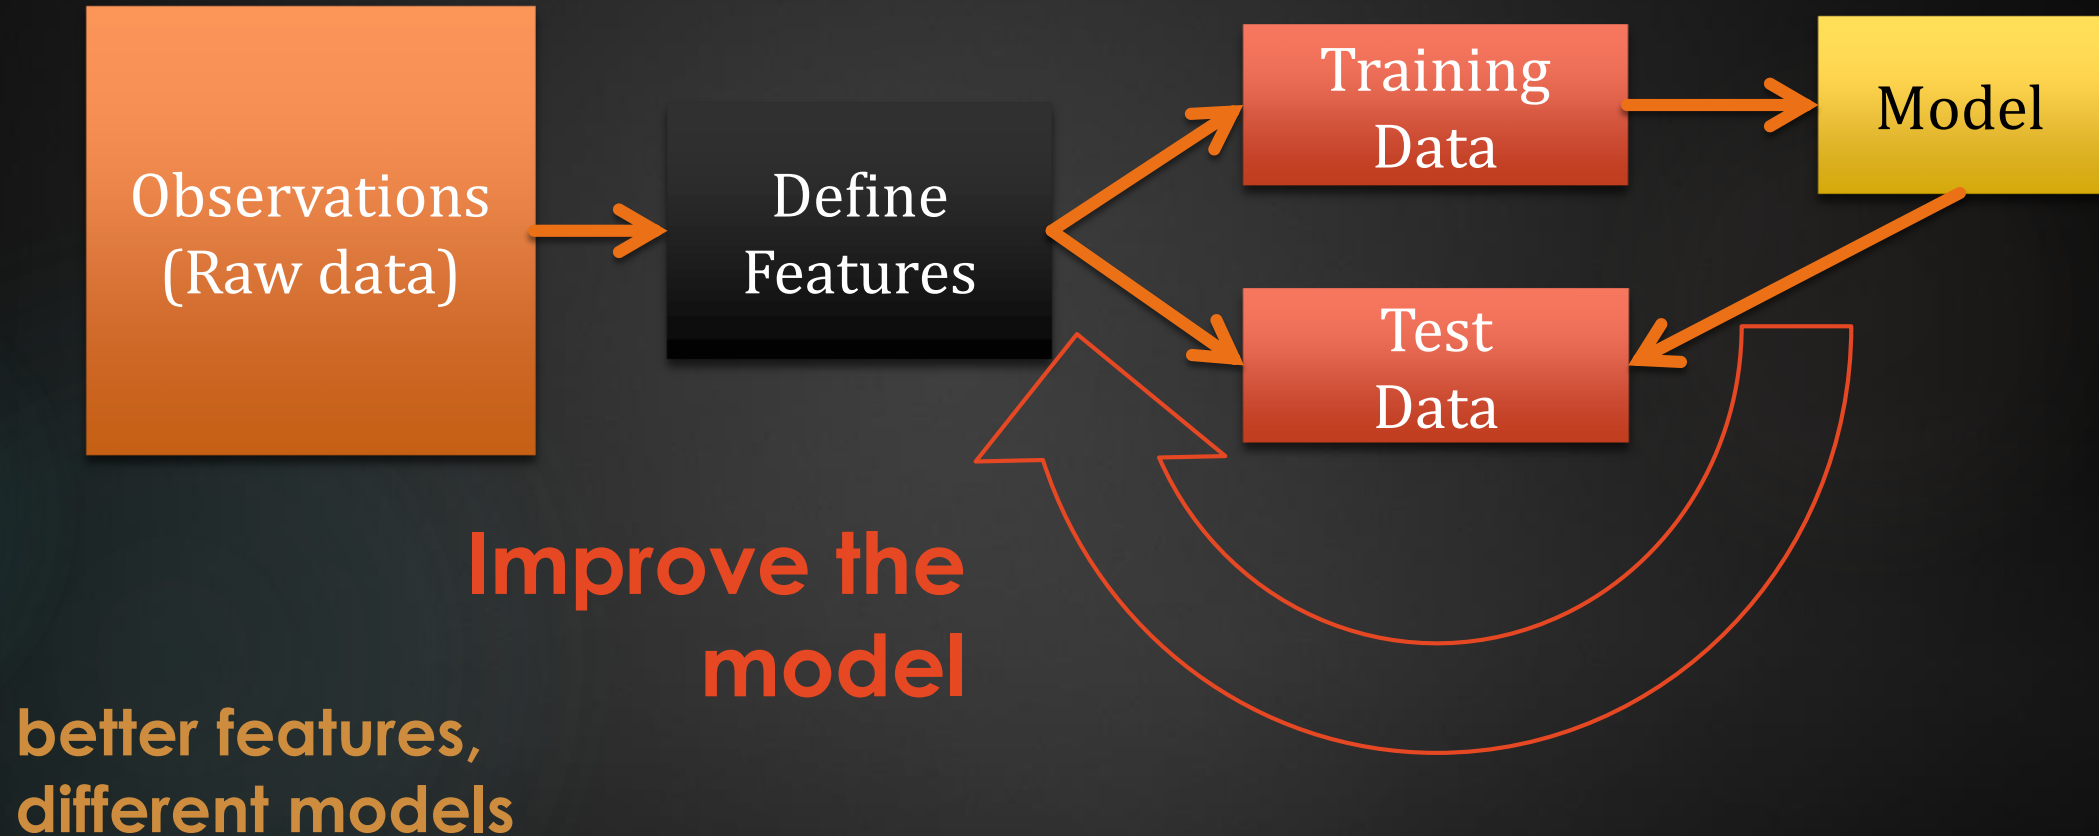 Observations
(Raw data)
Define
Features
Training
Data
Model
Test
Data
Improve the
model
better features,
different models